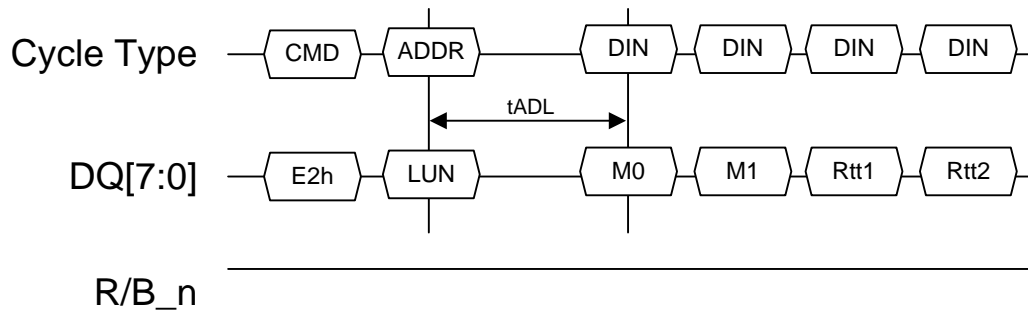 Cycle Type CMD ADDR DIN DIN DIN DIN
tADL
DQ[7:0] E2h LUN M0 M1 Rtt1 Rtt2
R/B_n